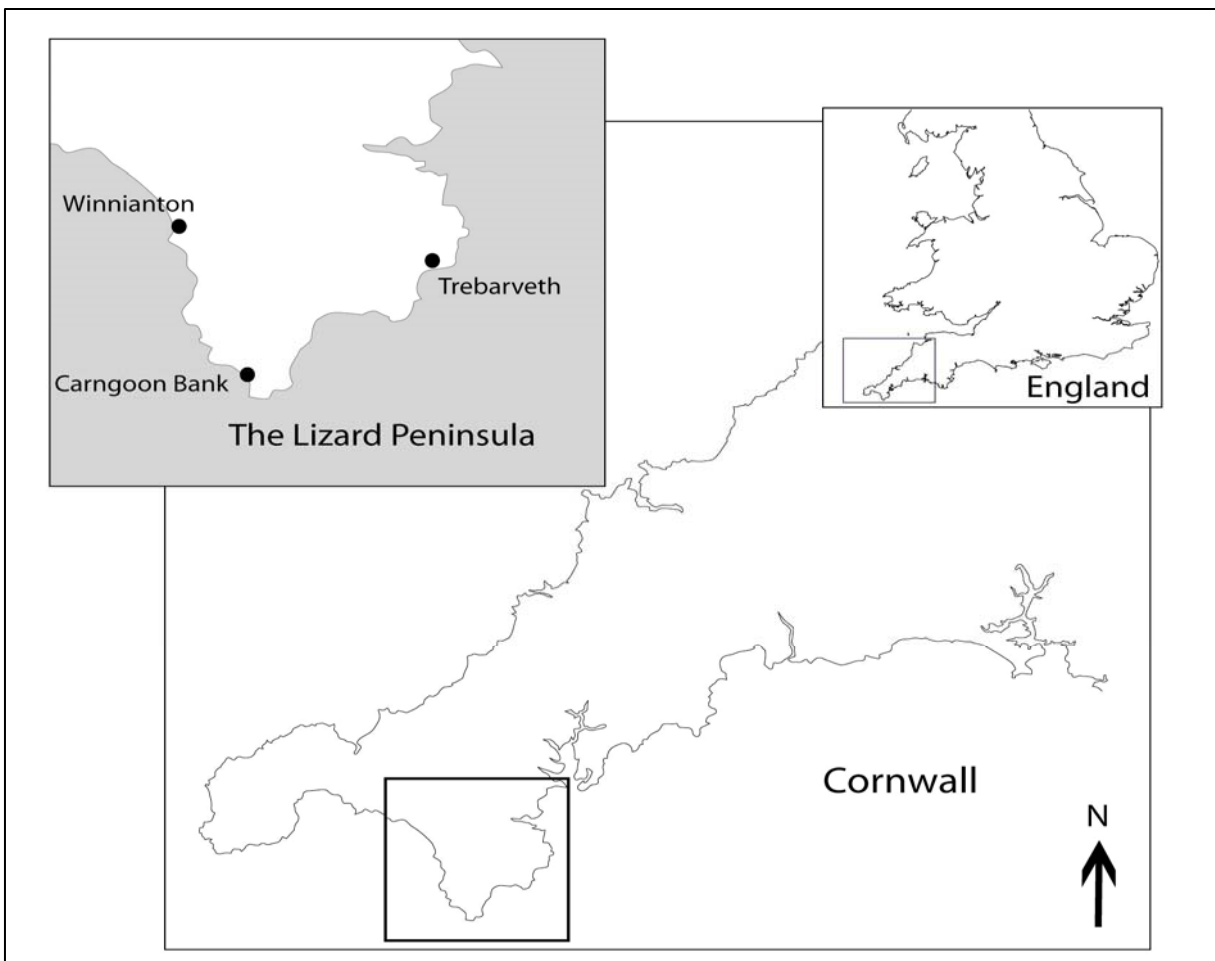 Winnianton
Trebarveth
Carngoon Bank
The Lizard Peninsula
England
Cornwall
N